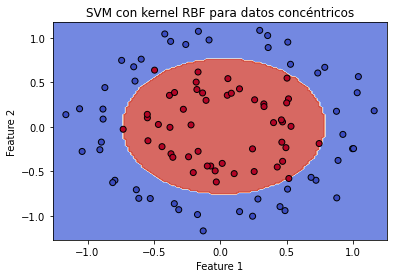 SVM con kernel RBF para datos concéntricos
1.0
0.5
0.0
−0.5
−1.0
Feature 2
−1.0 −0.5 0.0 0.5 1.0
Feature 1